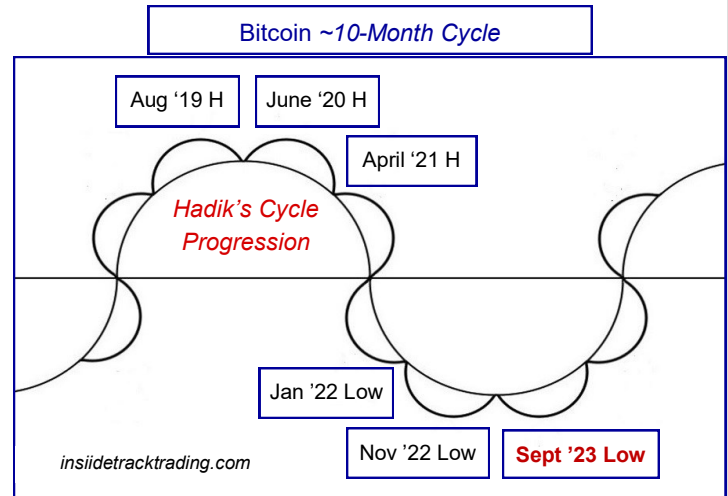 Bitcoin ~10-Month Cycle
Aug ‘19 H
June ‘20 H
April ‘21 H
Hadik’s Cycle
Progression
Jan ’22 Low
Nov ’22 Low
Sept ’23 Low
insiidetracktrading.com